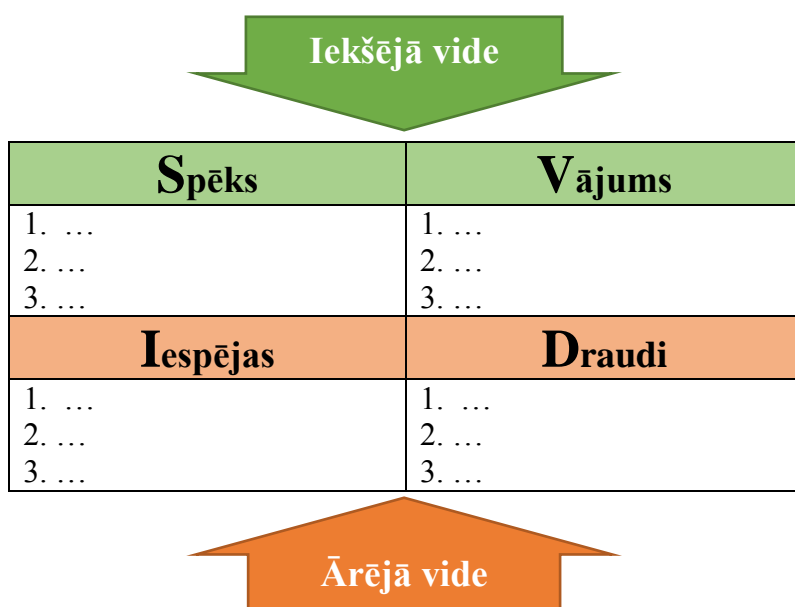 Iekšējā vide
Spēks Vājums
1. … 1. …
2. … 2. …
3. … 3. …
Iespējas Draudi
1. … 1. …
2. … 2. …
3. … 3. …
Ārējā vide